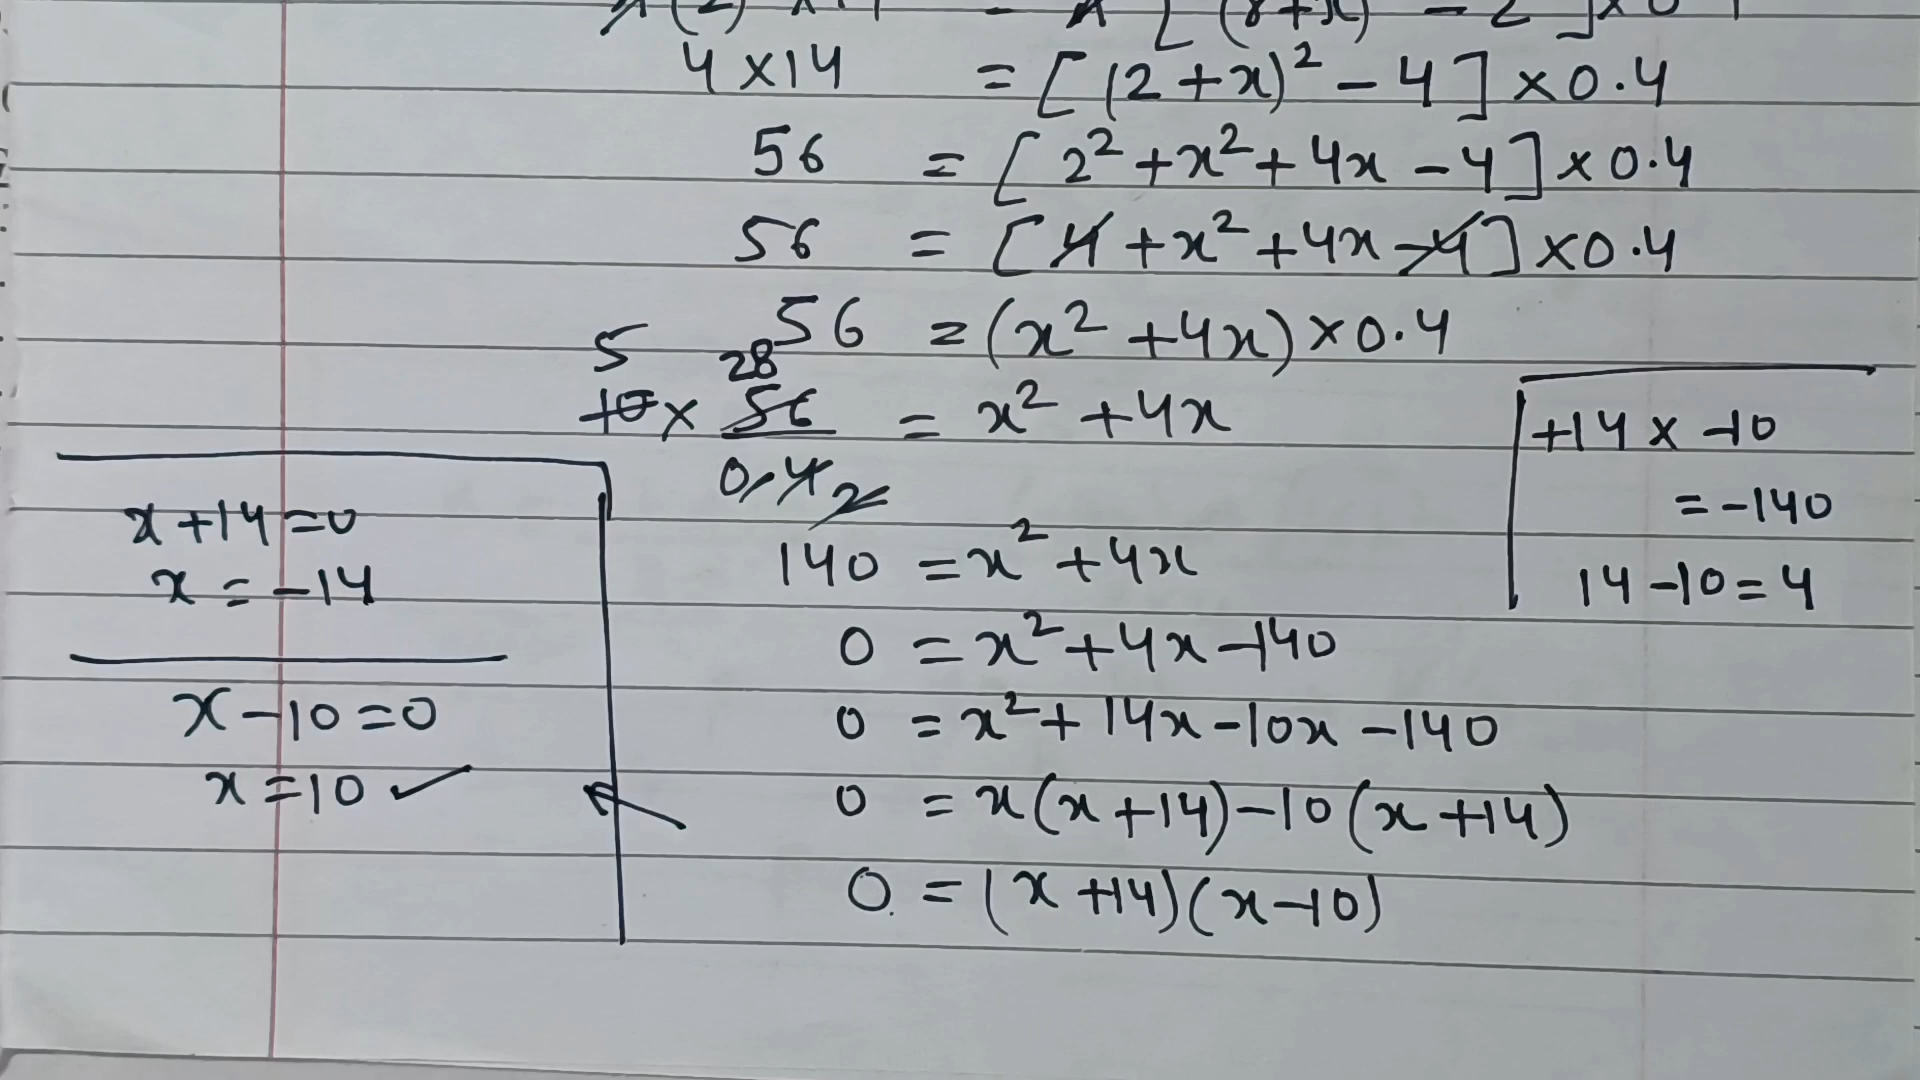 4 × 14 = [(2 + x)² − 4] × 0.4
56 = [2² + x² + 4x − 4] × 0.4
56 = [4 + x² + 4x − 4] × 0.4
56 = (x² + 4x) × 0.4
5 28
10 × 56 = x² + 4x
0.4 2
140 = x² + 4x
0 = x² + 4x − 140
0 = x² + 14x − 10x − 140
0 = x(x + 14) − 10(x + 14)
0 = (x + 14)(x − 10)
+14 × −10
= −140
14 − 10 = 4
x + 14 = 0
x = −14
x − 10 = 0
x = 10 ✓